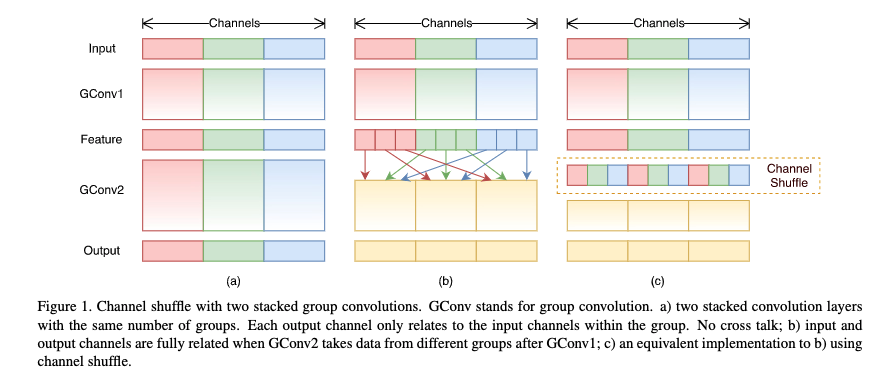 Channels Channels Channels
Input
GConv1
Feature
GConv2
Channel
Shuffle
Output
(a) (b) (c)
Figure 1. Channel shuffle with two stacked group convolutions. GConv stands for group convolution. a) two stacked convolution layers
with the same number of groups. Each output channel only relates to the input channels within the group. No cross talk; b) input and
output channels are fully related when GConv2 takes data from different groups after GConv1; c) an equivalent implementation to b) using
channel shuffle.